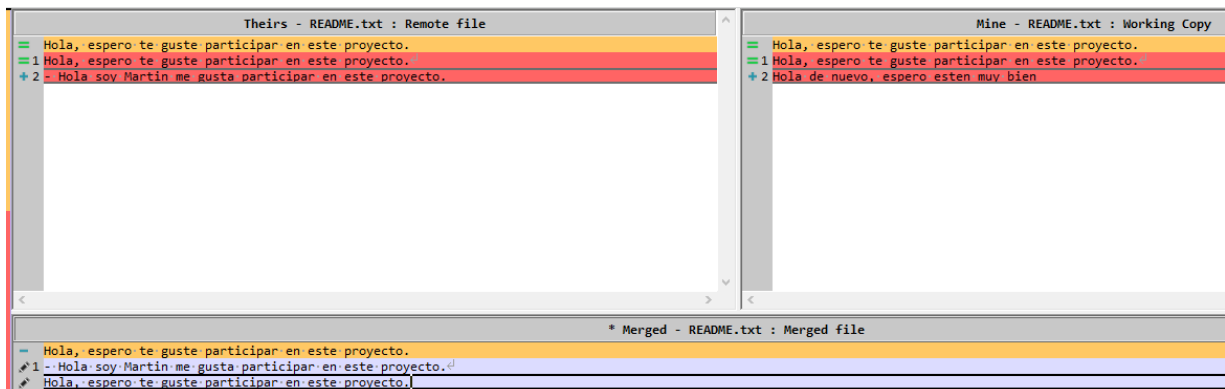 Theirs - README.txt : Remote file
Hola, espero te guste participar en este proyecto.
1 Hola, espero te guste participar en este proyecto.
2 - Hola soy Martin me gusta participar en este proyecto.
Mine - README.txt : Working Copy
Hola, espero te guste participar en este proyecto.
1 Hola, espero te guste participar en este proyecto.
2 Hola de nuevo, espero esten muy bien
* Merged - README.txt : Merged file
Hola, espero te guste participar en este proyecto.
1 - Hola soy Martin me gusta participar en este proyecto.
Hola, espero te guste participar en este proyecto.